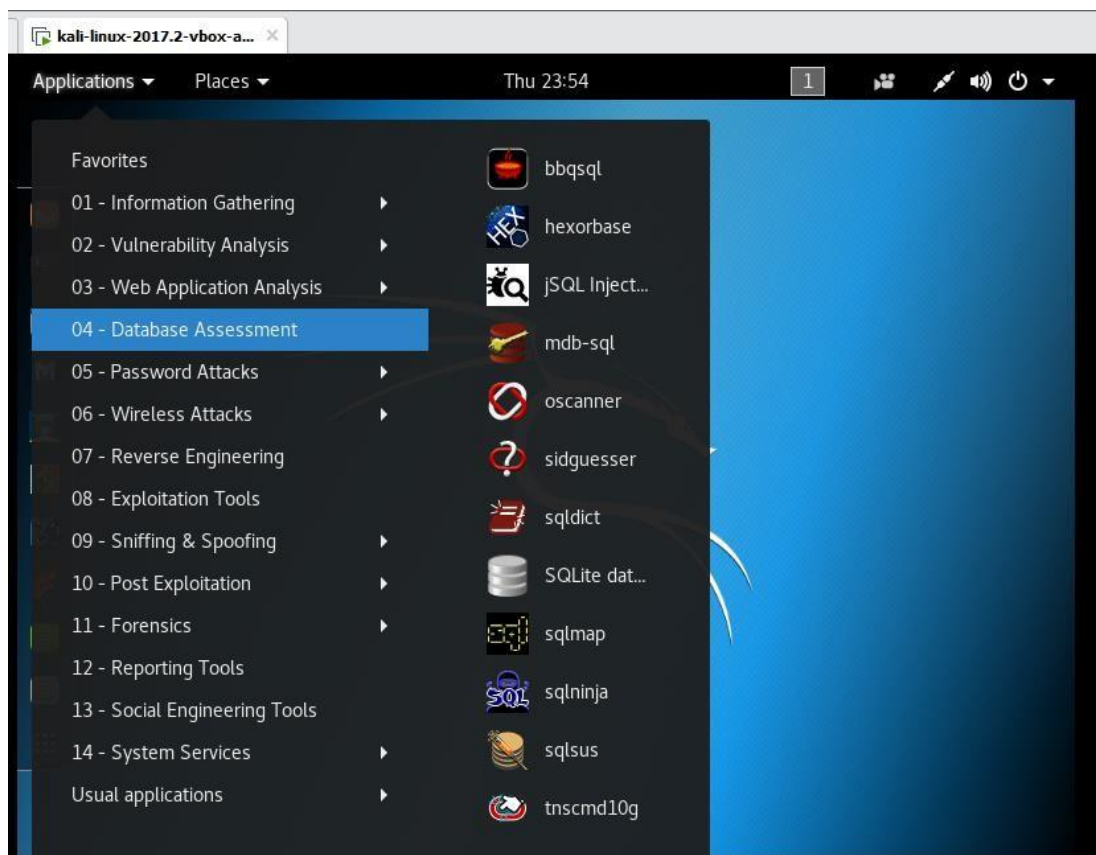 kali-linux-2017.2-vbox-a...
Applications Places Thu 23:54 1
Favorites
01 - Information Gathering
02 - Vulnerability Analysis
03 - Web Application Analysis
04 - Database Assessment
05 - Password Attacks
06 - Wireless Attacks
07 - Reverse Engineering
08 - Exploitation Tools
09 - Sniffing & Spoofing
10 - Post Exploitation
11 - Forensics
12 - Reporting Tools
13 - Social Engineering Tools
14 - System Services
Usual applications
bbqsql
HEX
hexorbase
jSQL Inject...
mdb-sql
oscanner
sidguesser
sqldict
SQLite dat...
sql
sqlmap
SQL
sqlninja
sqlsus
tnscmd10g